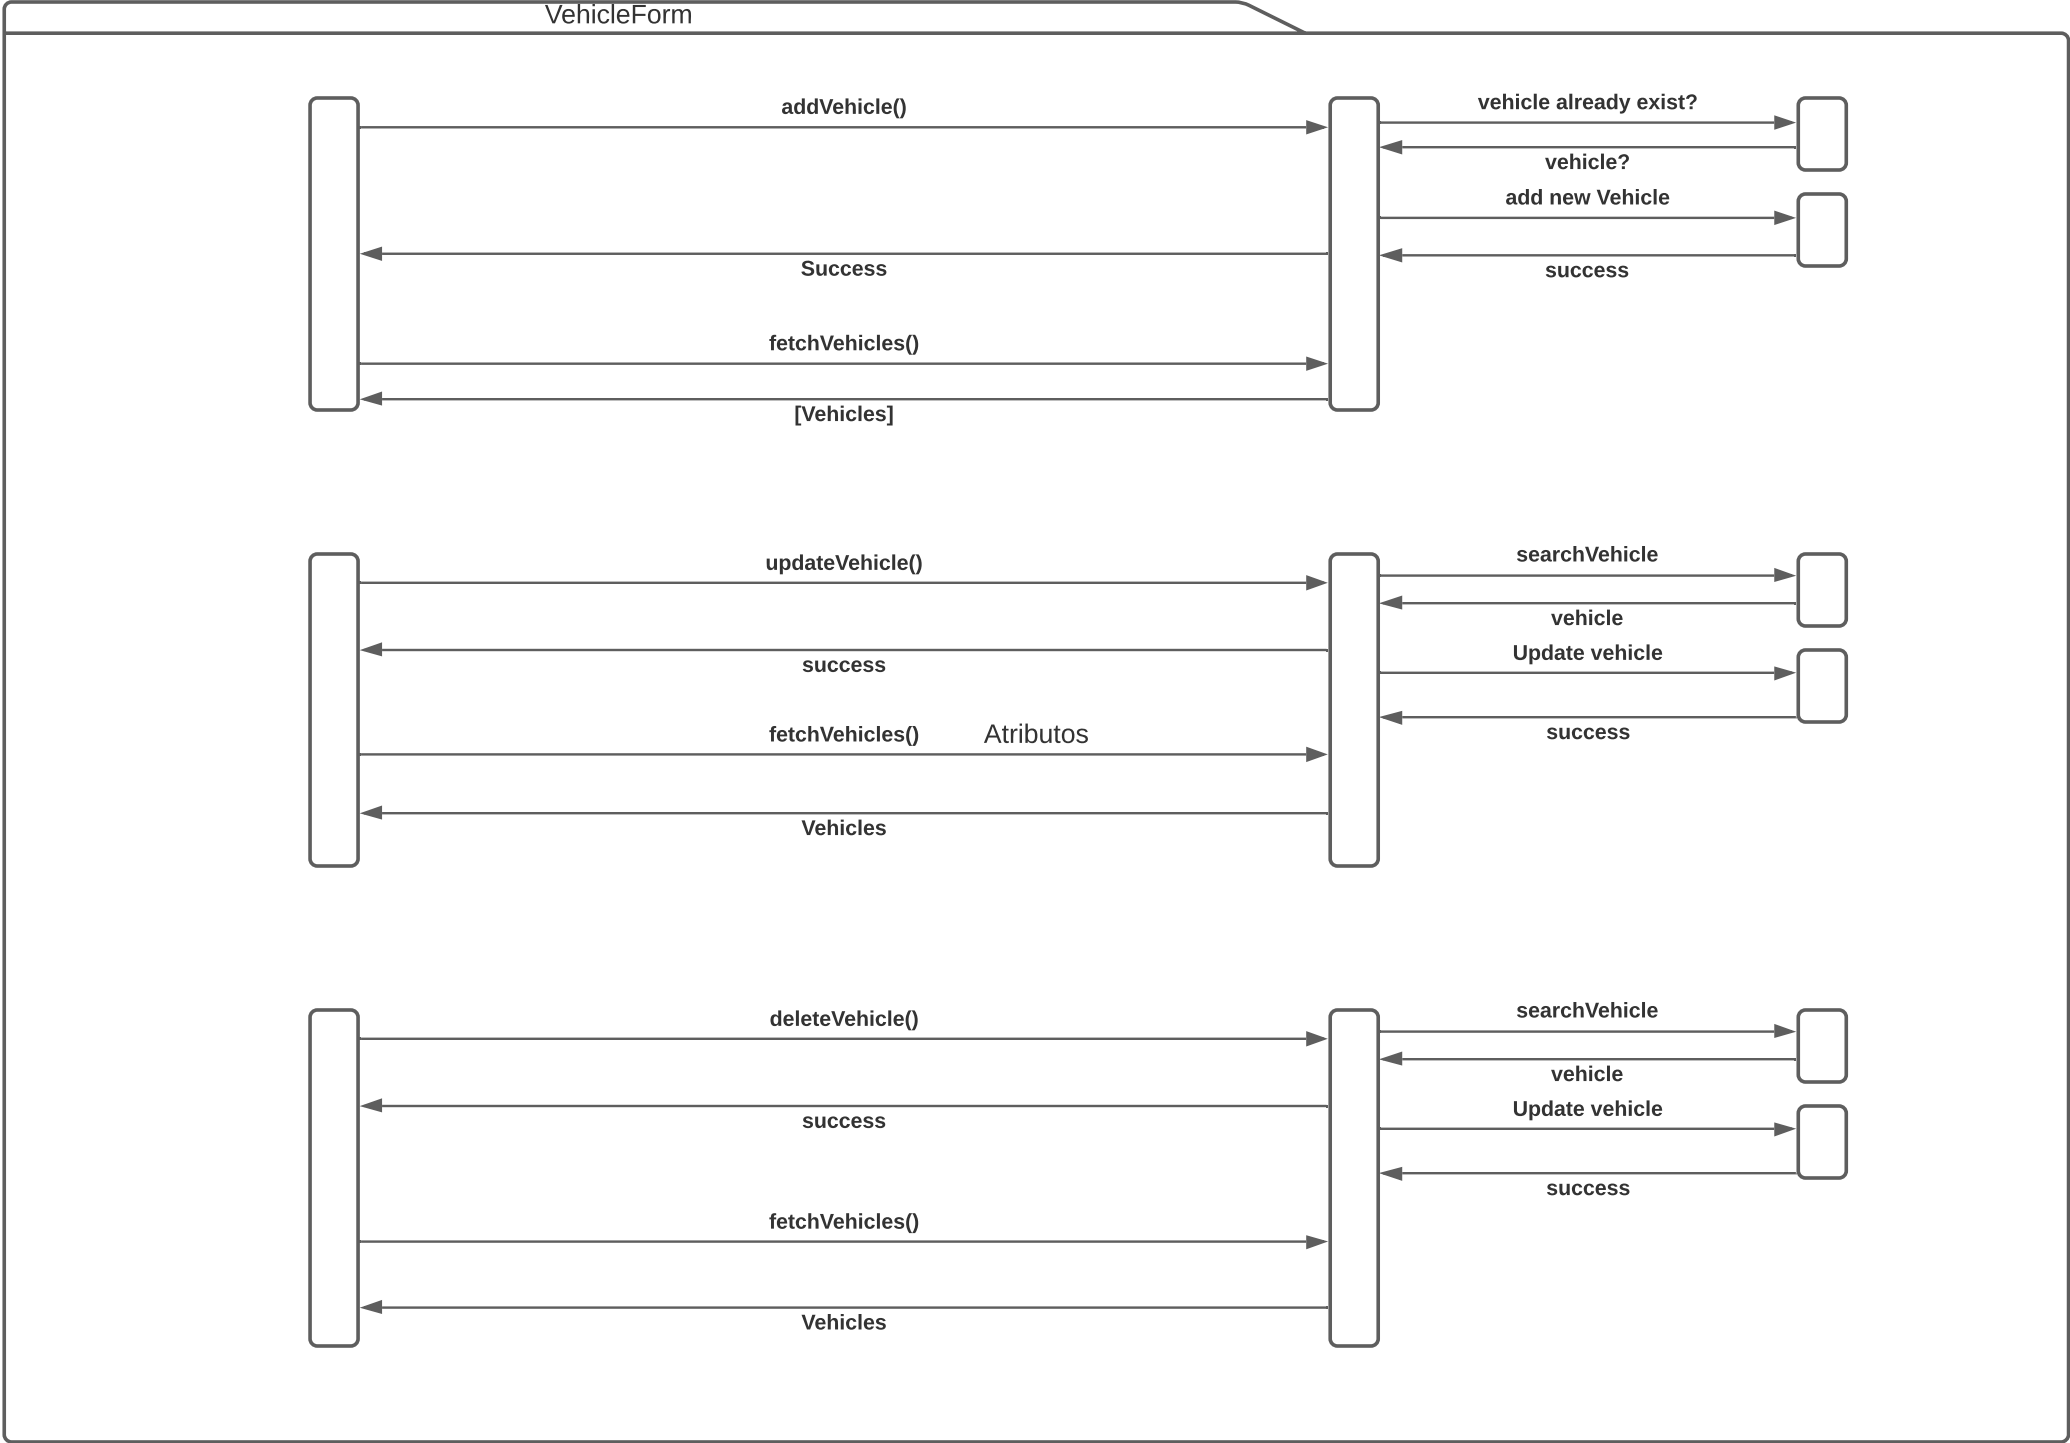 VehicleForm
addVehicle()
vehicle already exist?
vehicle?
add new Vehicle
Success
success
fetchVehicles()
[Vehicles]
updateVehicle()
searchVehicle
vehicle
success
Update vehicle
fetchVehicles()
Atributos
success
Vehicles
deleteVehicle()
searchVehicle
vehicle
success
Update vehicle
success
fetchVehicles()
Vehicles